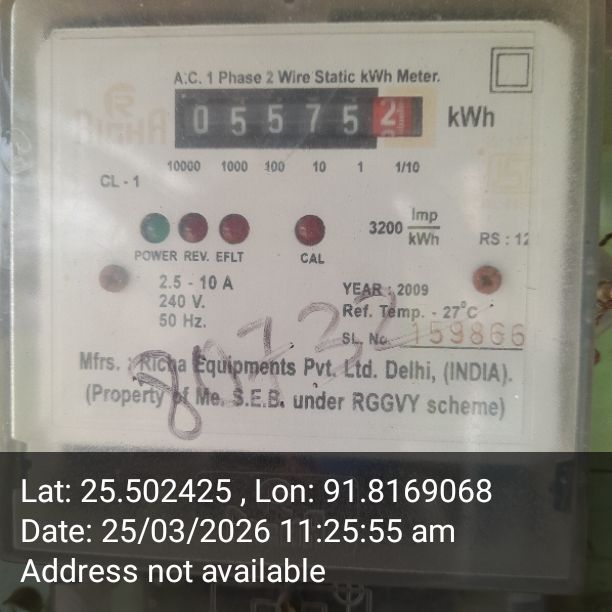 A.C. 1 Phase 2 Wire Static kWh Meter.
0 5 5 7 5 2 kWh
10000 1000 100 10 1 1/10
CL - 1
3200 Imp
kWh
RS : 12
POWER REV. EFLT CAL
2.5 - 10 A
240 V.
50 Hz.
YEAR : 2009
Ref. Temp. - 27°C
SL. No. 159866
Mfrs. : Richa Equipments Pvt. Ltd. Delhi, (INDIA).
(Property of Me. S.E.B. under RGGVY scheme)
Lat: 25.502425 , Lon: 91.8169068
Date: 25/03/2026 11:25:55 am
Address not available